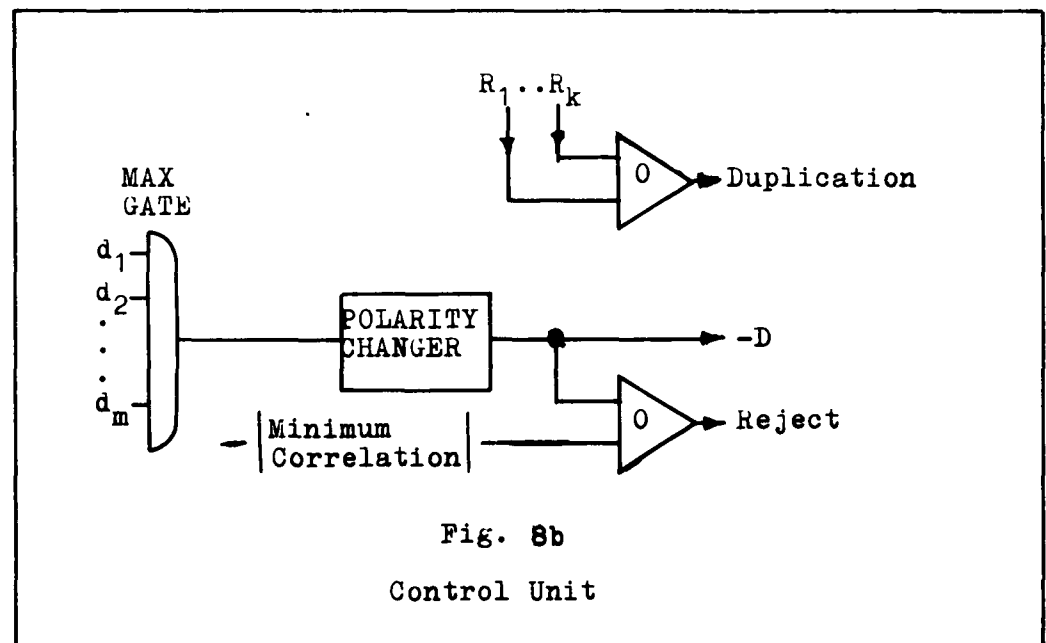 R1..Rk
O
Duplication
MAX
GATE
d1
d2
.
.
.
dm
POLARITY
CHANGER
-D
O
Reject
- |Minimum
Correlation|
Fig. 8b
Control Unit